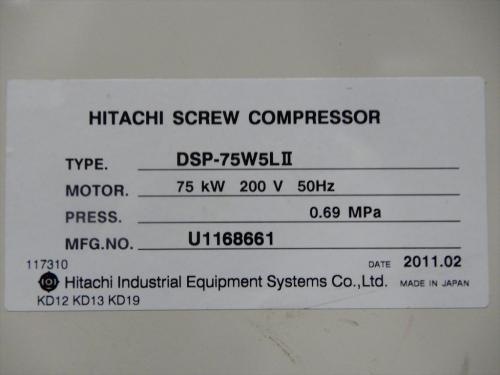 HITACHI SCREW COMPRESSOR
TYPE. DSP-75W5LⅡ
MOTOR. 75 kW 200 V 50Hz
PRESS. 0.69 MPa
MFG.NO. U1168661
117310 DATE 2011.02
Hitachi Industrial Equipment Systems Co.,Ltd. MADE IN JAPAN
KD12 KD13 KD19